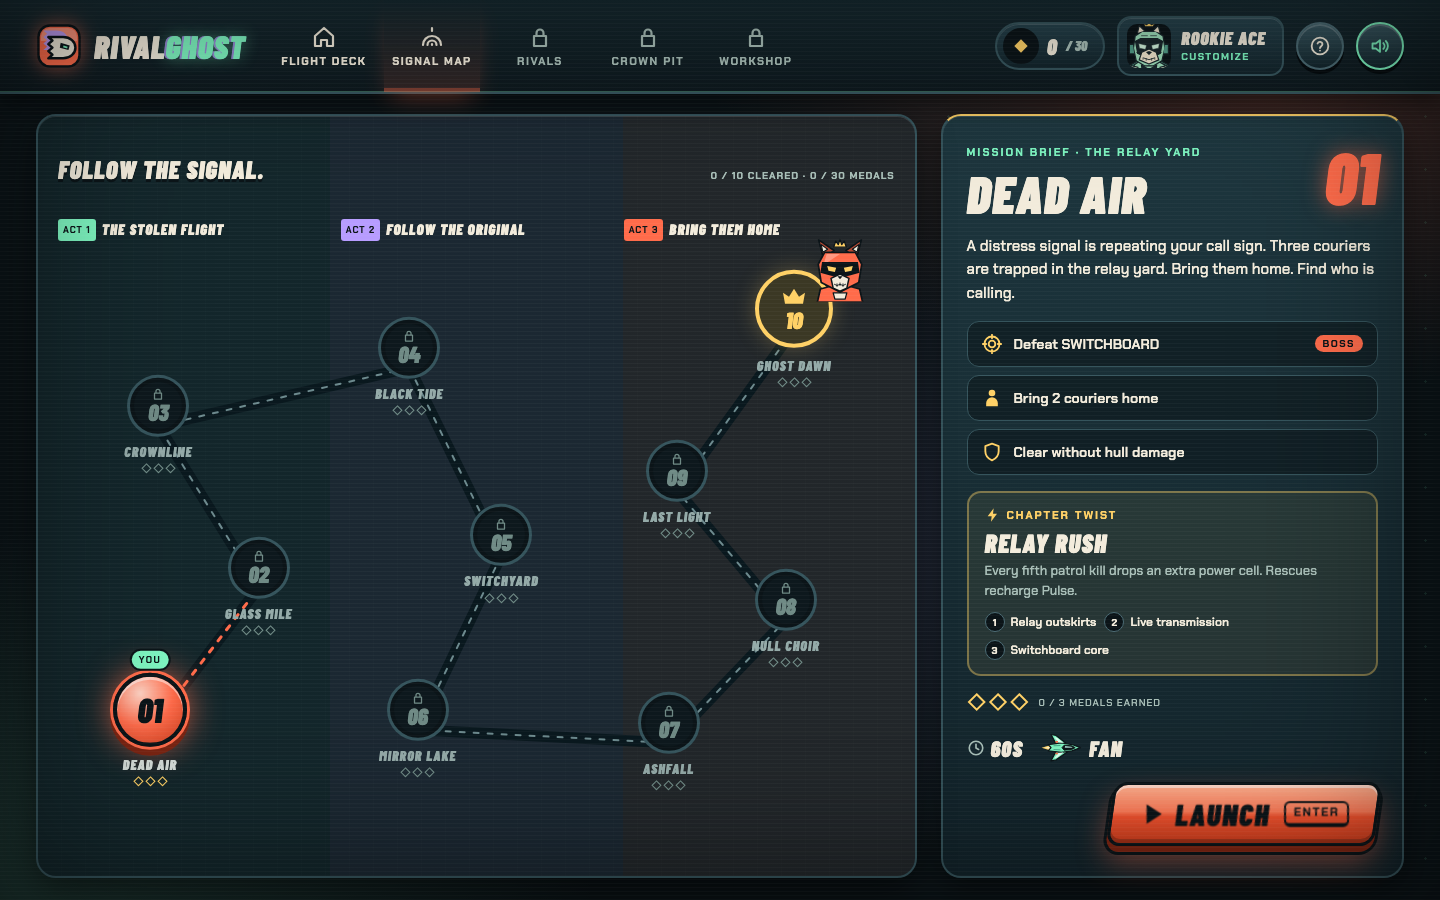 RIVALGHOST
FLIGHT DECK
SIGNAL MAP
RIVALS
CROWN PIT
WORKSHOP
0 / 30
ROOKIE ACE
CUSTOMIZE
?
FOLLOW THE SIGNAL.
0 / 10 CLEARED · 0 / 30 MEDALS
ACT 1 THE STOLEN FLIGHT
ACT 2 FOLLOW THE ORIGINAL
ACT 3 BRING THEM HOME
10
GHOST DAWN
04
BLACK TIDE
03
CROWNLINE
09
LAST LIGHT
05
SWITCHYARD
02
GLASS MILE
08
NULL CHOIR
YOU
01
DEAD AIR
06
MIRROR LAKE
07
ASHFALL
MISSION BRIEF · THE RELAY YARD
DEAD AIR
01
A distress signal is repeating your call sign. Three couriers
are trapped in the relay yard. Bring them home. Find who is
calling.
Defeat SWITCHBOARD BOSS
Bring 2 couriers home
Clear without hull damage
CHAPTER TWIST
RELAY RUSH
Every fifth patrol kill drops an extra power cell. Rescues
recharge Pulse.
1 Relay outskirts 2 Live transmission
3 Switchboard core
0 / 3 MEDALS EARNED
60S FAN
LAUNCH ENTER